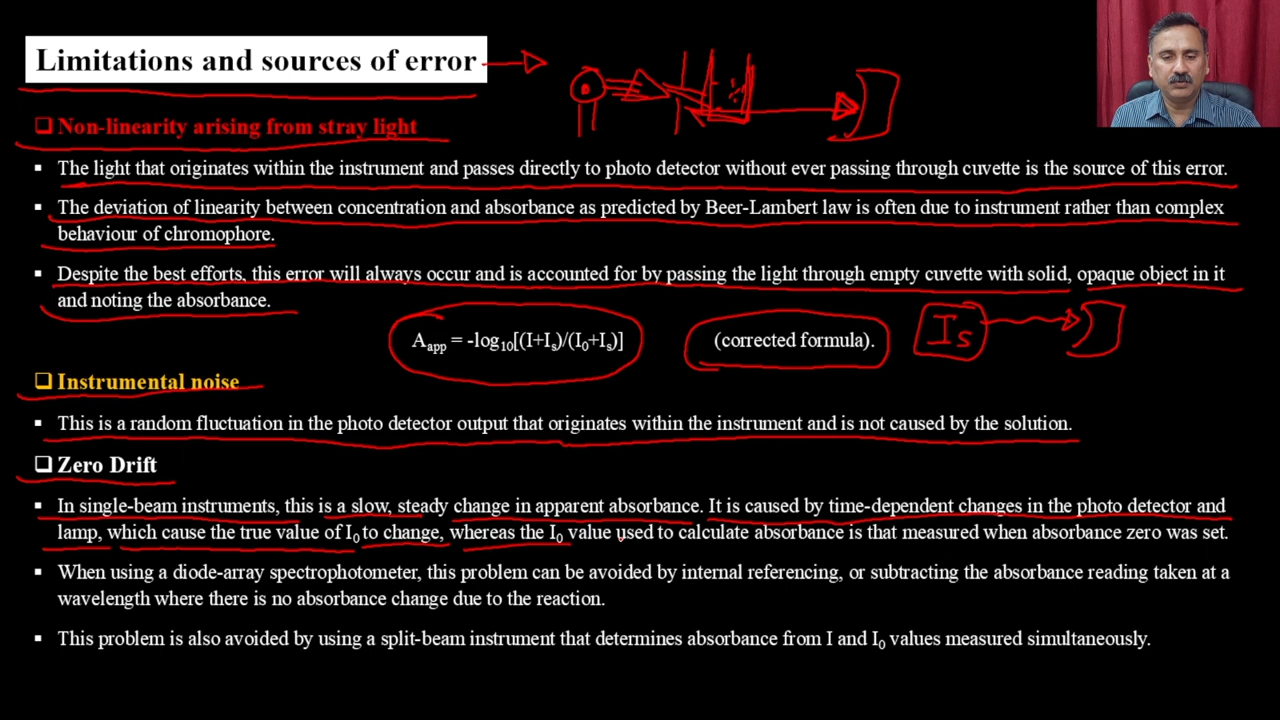 Limitations and sources of error
Non-linearity arising from stray light
The light that originates within the instrument and passes directly to photo detector without ever passing through cuvette is the source of this error.
The deviation of linearity between concentration and absorbance as predicted by Beer-Lambert law is often due to instrument rather than complex
behaviour of chromophore.
Despite the best efforts, this error will always occur and is accounted for by passing the light through empty cuvette with solid, opaque object in it
and noting the absorbance.
A_app = -log₁₀[(I+I_s)/(I₀+I_s)] (corrected formula). I_s
Instrumental noise
This is a random fluctuation in the photo detector output that originates within the instrument and is not caused by the solution.
Zero Drift
In single-beam instruments, this is a slow, steady change in apparent absorbance. It is caused by time-dependent changes in the photo detector and
lamp, which cause the true value of I₀ to change, whereas the I₀ value used to calculate absorbance is that measured when absorbance zero was set.
When using a diode-array spectrophotometer, this problem can be avoided by internal referencing, or subtracting the absorbance reading taken at a
wavelength where there is no absorbance change due to the reaction.
This problem is also avoided by using a split-beam instrument that determines absorbance from I and I₀ values measured simultaneously.